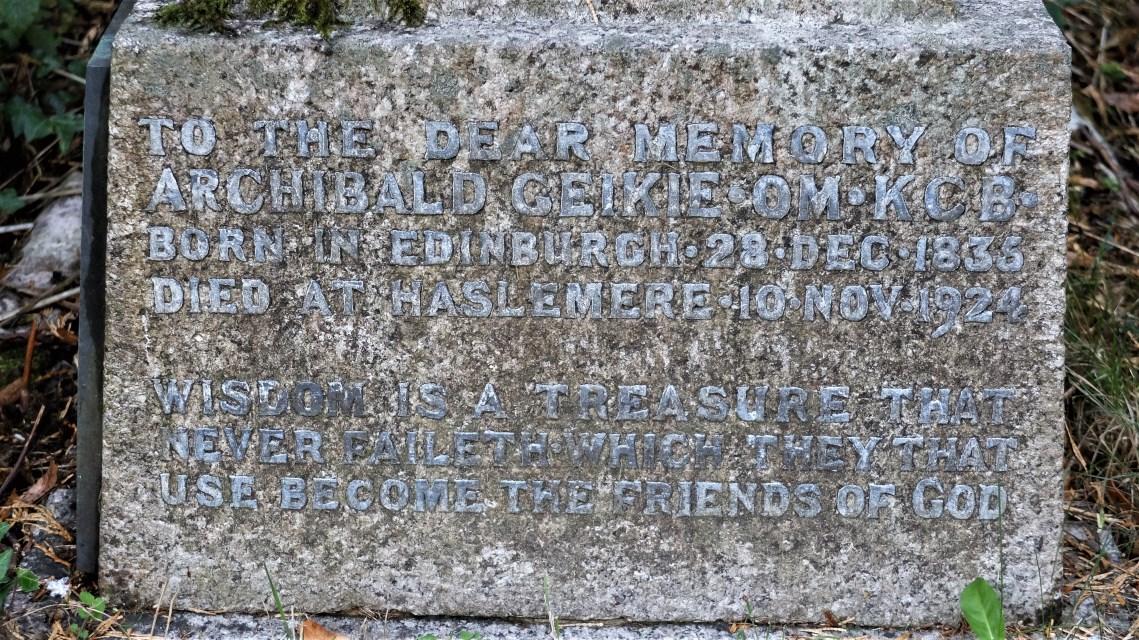 TO THE DEAR MEMORY OF
ARCHIBALD GEIKIE·OM·KCB·
BORN IN EDINBURGH·28·DEC·1835
DIED AT HASLEMERE·10·NOV·1924
WISDOM IS A TREASURE THAT
NEVER FAILETH·WHICH THEY THAT
USE BECOME THE FRIENDS OF GOD